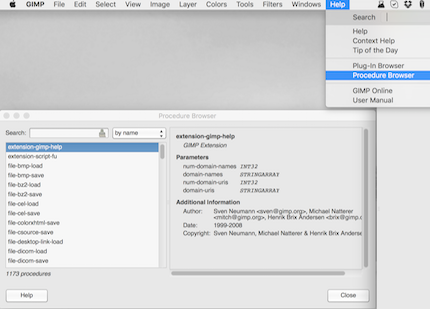 GIMP File Edit Select View Image Layer Colors Tools Filters Windows Help
Search
Help
Context Help
Tip of the Day
Plug-In Browser
Procedure Browser
GIMP Online
User Manual
Procedure Browser
Search: by name
extension-gimp-help
extension-script-fu
file-bmp-load
file-bmp-save
file-bz2-load
file-bz2-save
file-cel-load
file-cel-save
file-colorxhtml-save
file-csource-save
file-desktop-link-load
file-dicom-load
file-dicom-save
1173 procedures
extension-gimp-help
GIMP Extension
Parameters
num-domain-names INT32
domain-names STRINGARRAY
num-domain-uris INT32
domain-uris STRINGARRAY
Additional Information
Author: Sven Neumann <sven@gimp.org>, Michael Natterer
<mitch@gimp.org>, Henrik Brix Andersen <brix@gimp.o
Date: 1999-2008
Copyright: Sven Neumann, Michael Natterer & Henrik Brix Anderse
Help Close